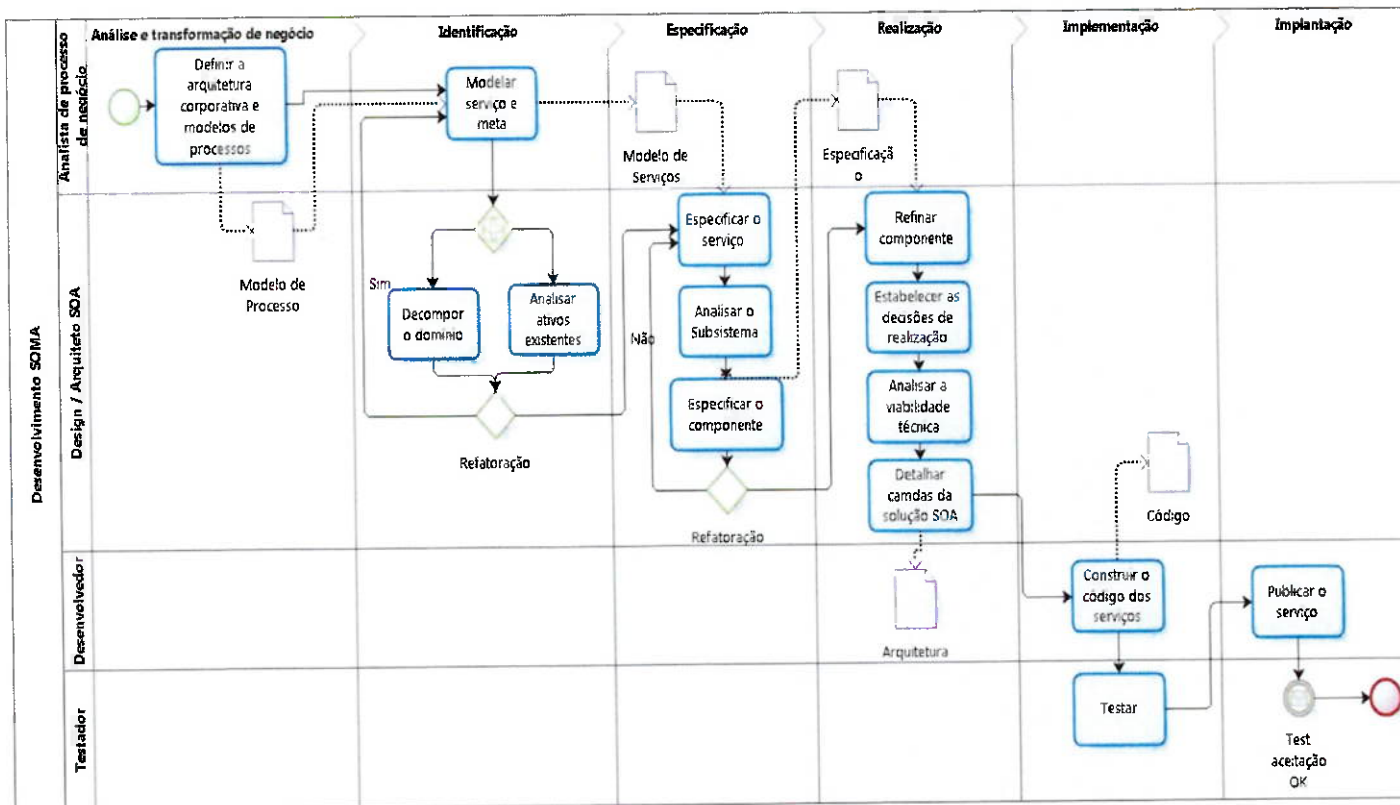 Desenvolvimento SOMA
Análise e transformação de negócio
Identificação
Especificação
Realização
Implementação
Implantação
Analista de processo
de negócio
Definir a
arquitetura
corporativa e
modelos de
processos
Modelar
serviço e
meta
Modelo de
Serviços
Especificaçã
o
Design / Arquiteto SOA
Modelo de
Processo
Sim
Decompor
o domínio
Analisar
ativos
existentes
Refatoração
Especificar o
serviço
Analisar o
Subsistema
Não
Especificar o
componente
Refatoração
Refinar
componente
Estabelecer as
decisões de
realização
Analisar a
viabilidade
técnica
Detalhar
camdas da
solução SOA
Código
Desenvolvedor
Arquitetura
Construir o
código dos
serviços
Publicar o
serviço
Testador
Testar
Test
aceitação
OK